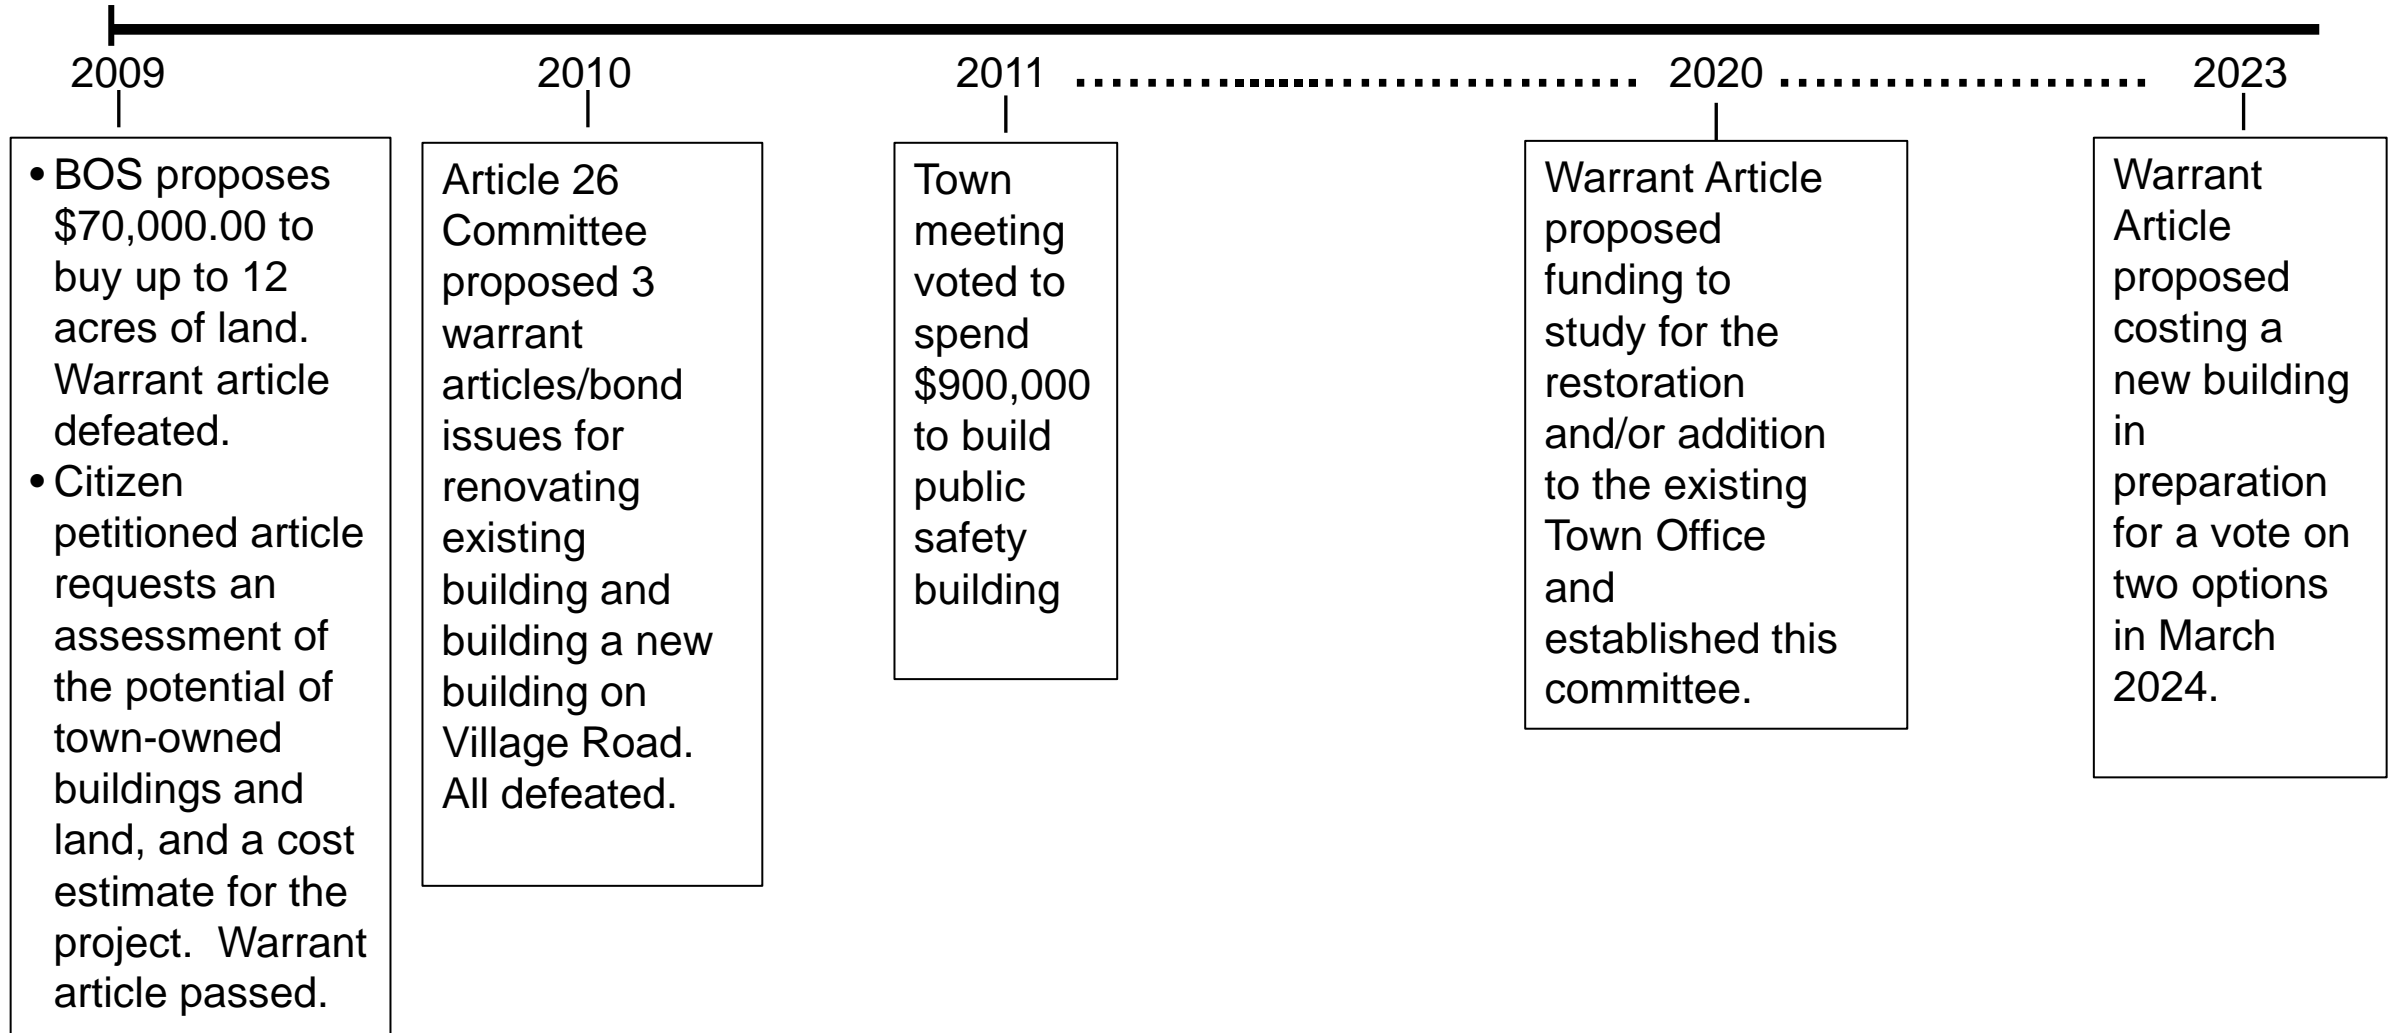 2009
2010
2011
2020
2023
• BOS proposes
$70,000.00 to
buy up to 12
acres of land.
Warrant article
defeated.
• Citizen
petitioned article
requests an
assessment of
the potential of
town-owned
buildings and
land, and a cost
estimate for the
project.  Warrant
article passed.
Article 26
Committee
proposed 3
warrant
articles/bond
issues for
renovating
existing
building and
building a new
building on
Village Road.
All defeated.
Town
meeting
voted to
spend
$900,000
to build
public
safety
building
Warrant Article
proposed
funding to
study for the
restoration
and/or addition
to the existing
Town Office
and
established this
committee.
Warrant
Article
proposed
costing a
new building
in
preparation
for a vote on
two options
in March
2024.